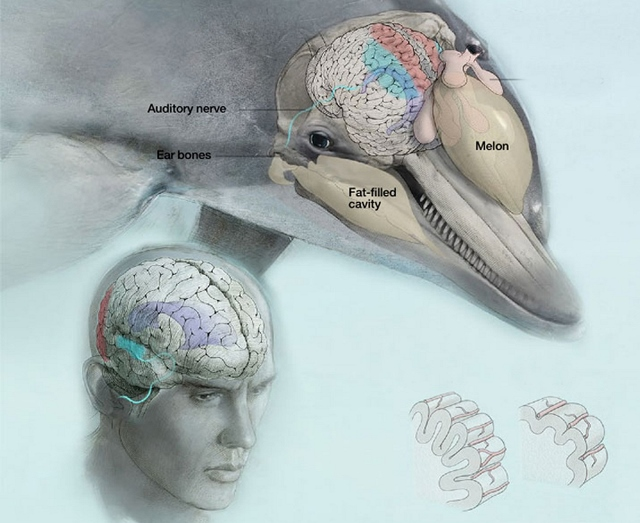 Auditory nerve
Ear bones
Melon
Fat-filled
cavity